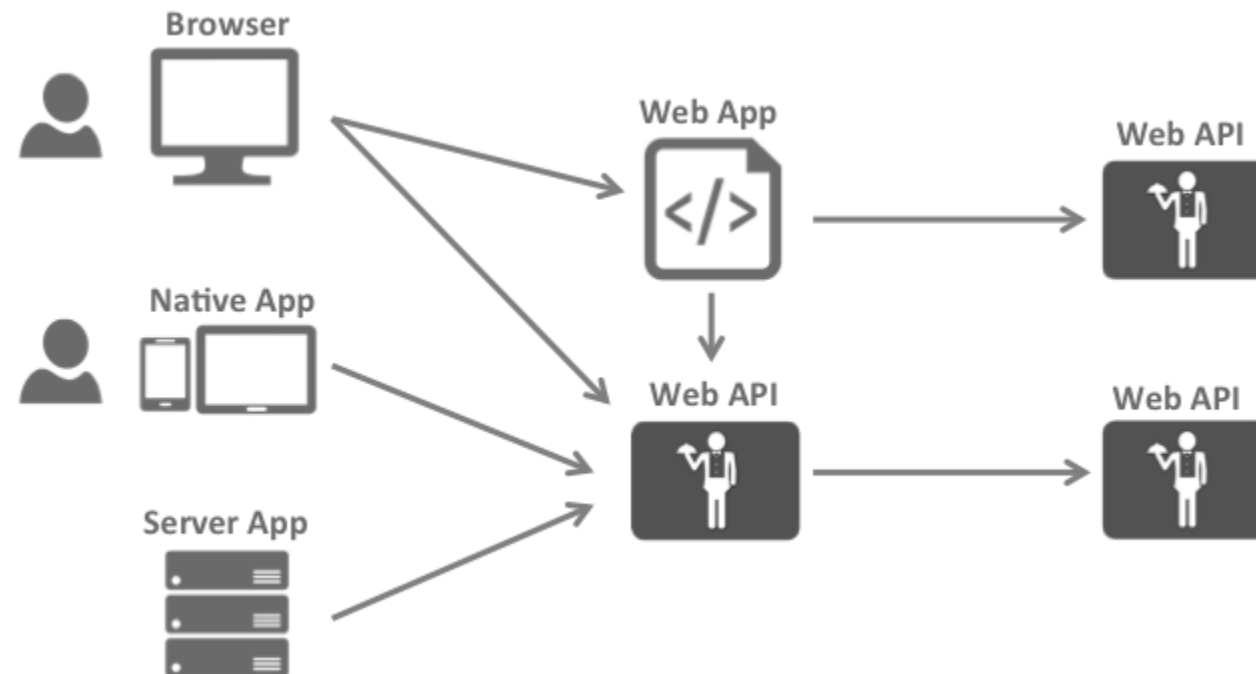 Browser
Web App
Web API
Native App
Web API
Web API
Server App
</>